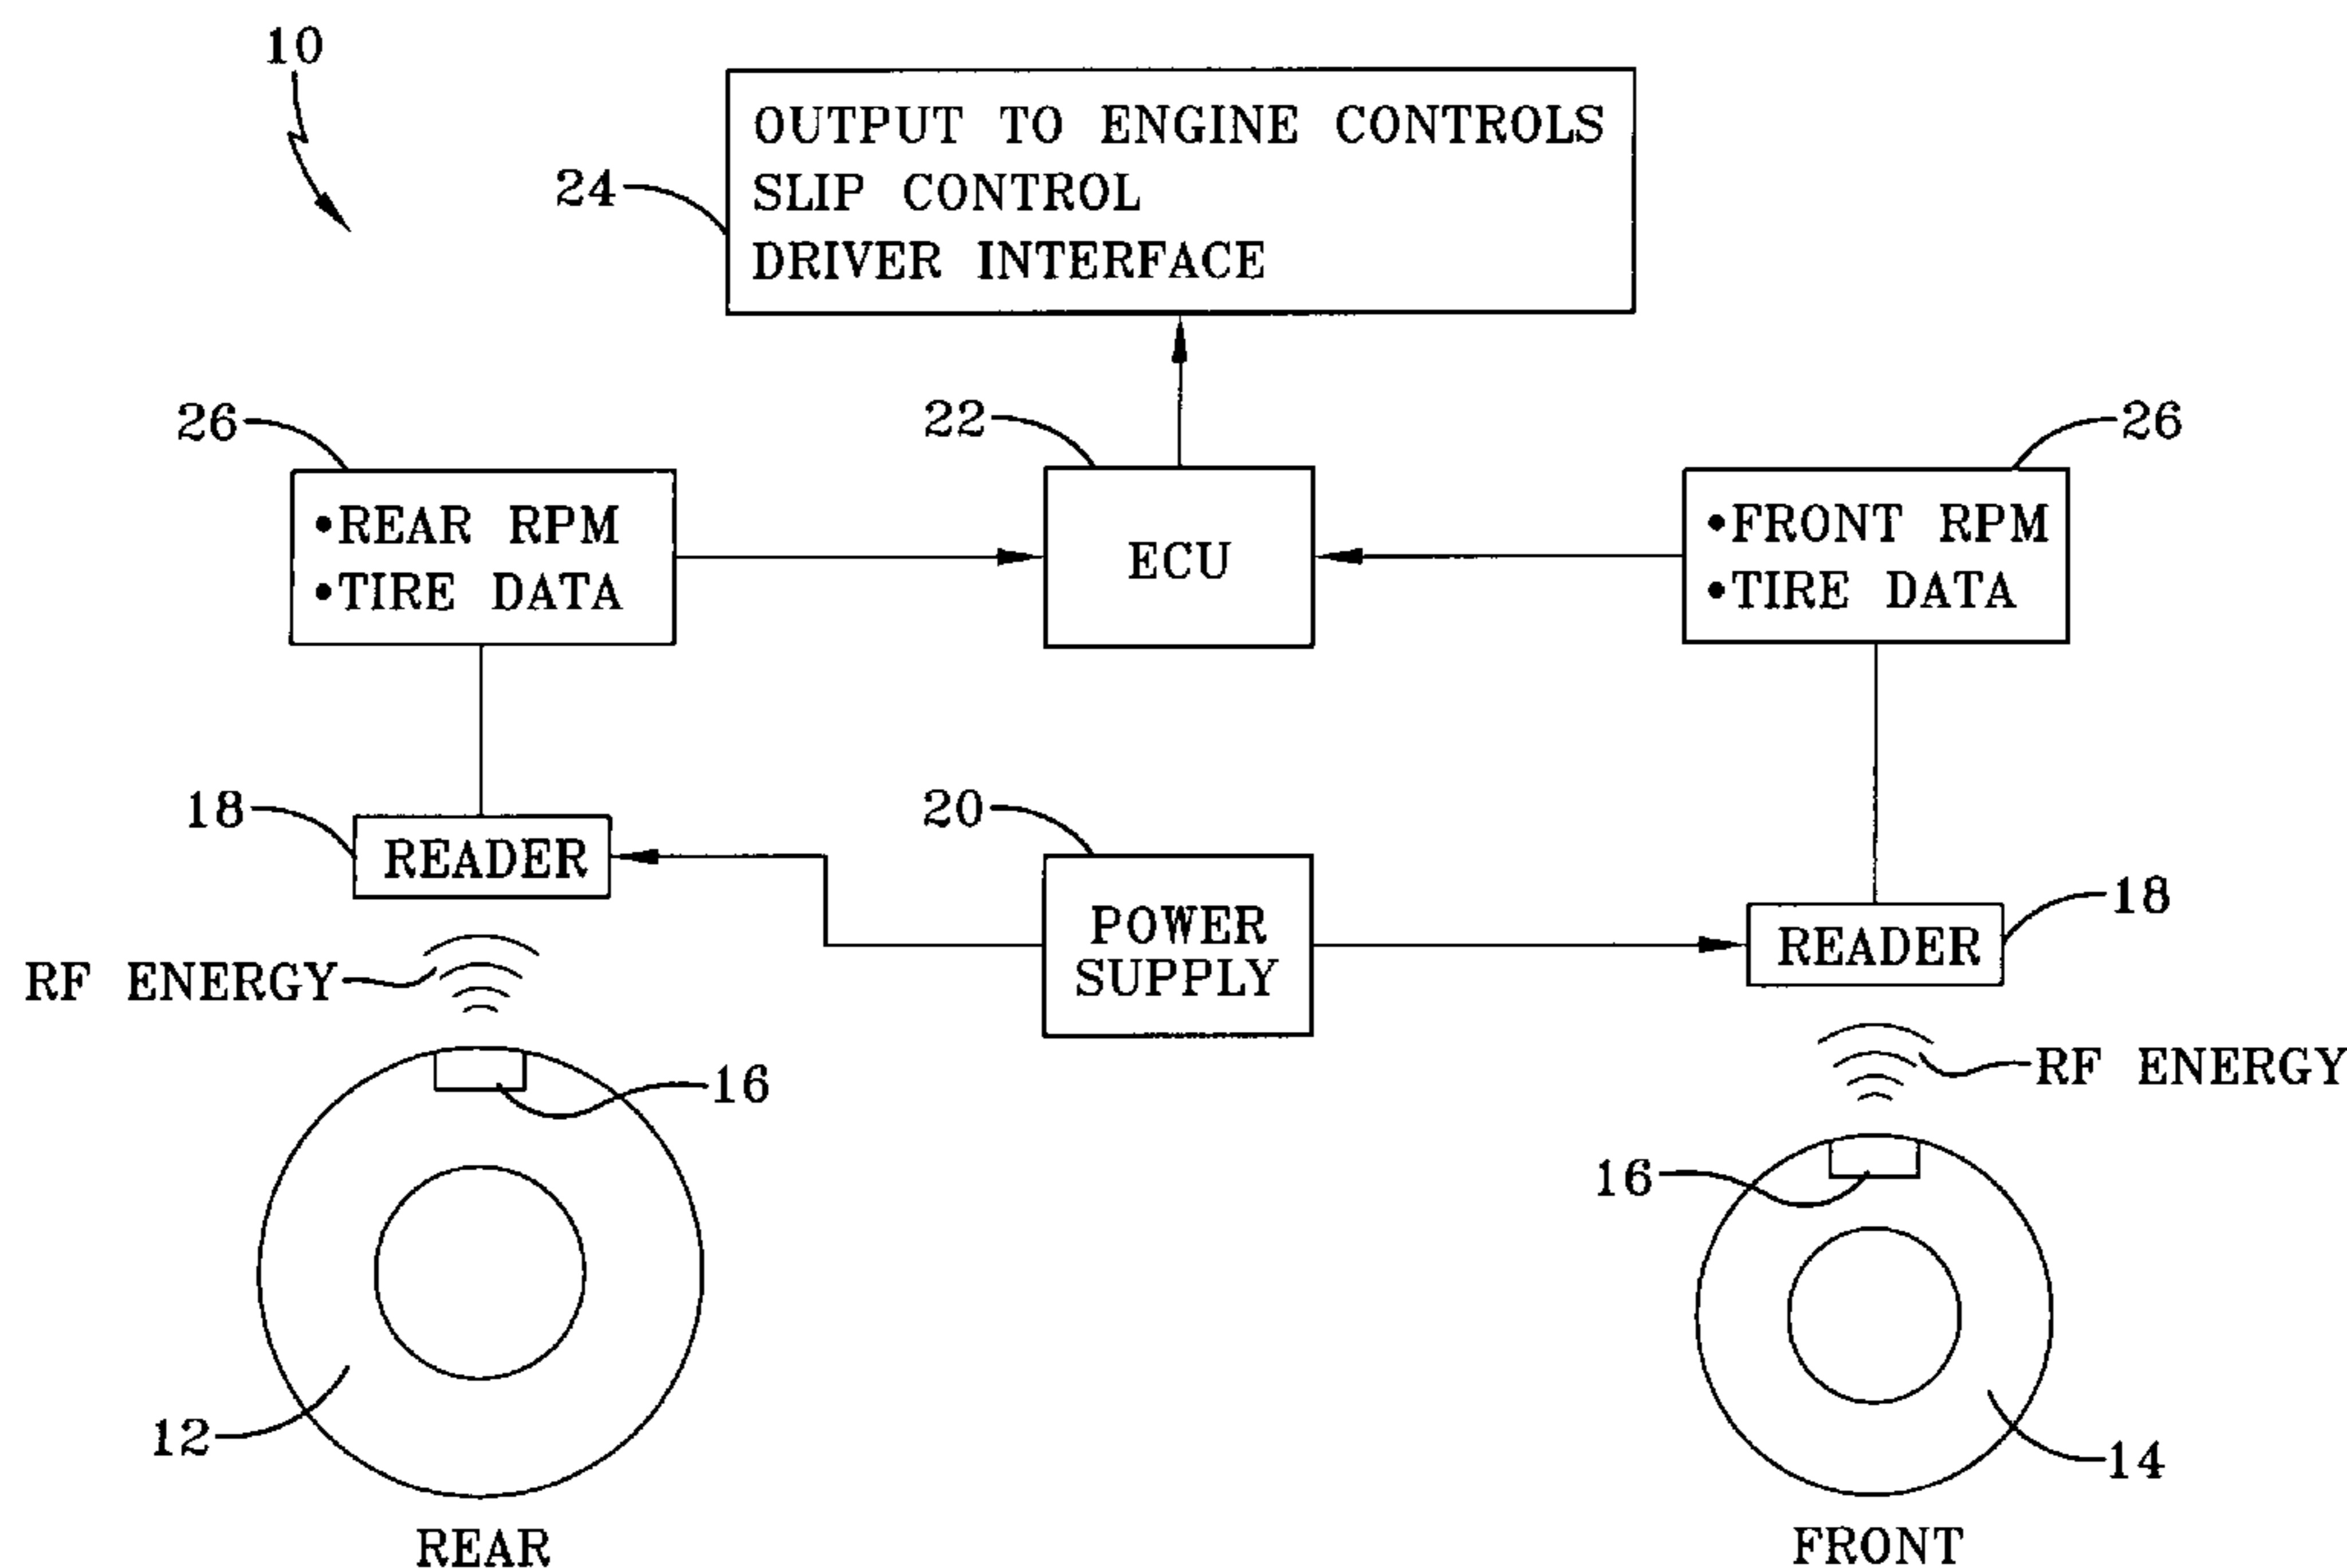 10
OUTPUT TO ENGINE CONTROLS
SLIP CONTROL
DRIVER INTERFACE
24
26
•REAR RPM
•TIRE DATA
22
ECU
26
•FRONT RPM
•TIRE DATA
18
READER
20
POWER
SUPPLY
READER
18
RF ENERGY
RF ENERGY
16
16
12
14
REAR
FRONT